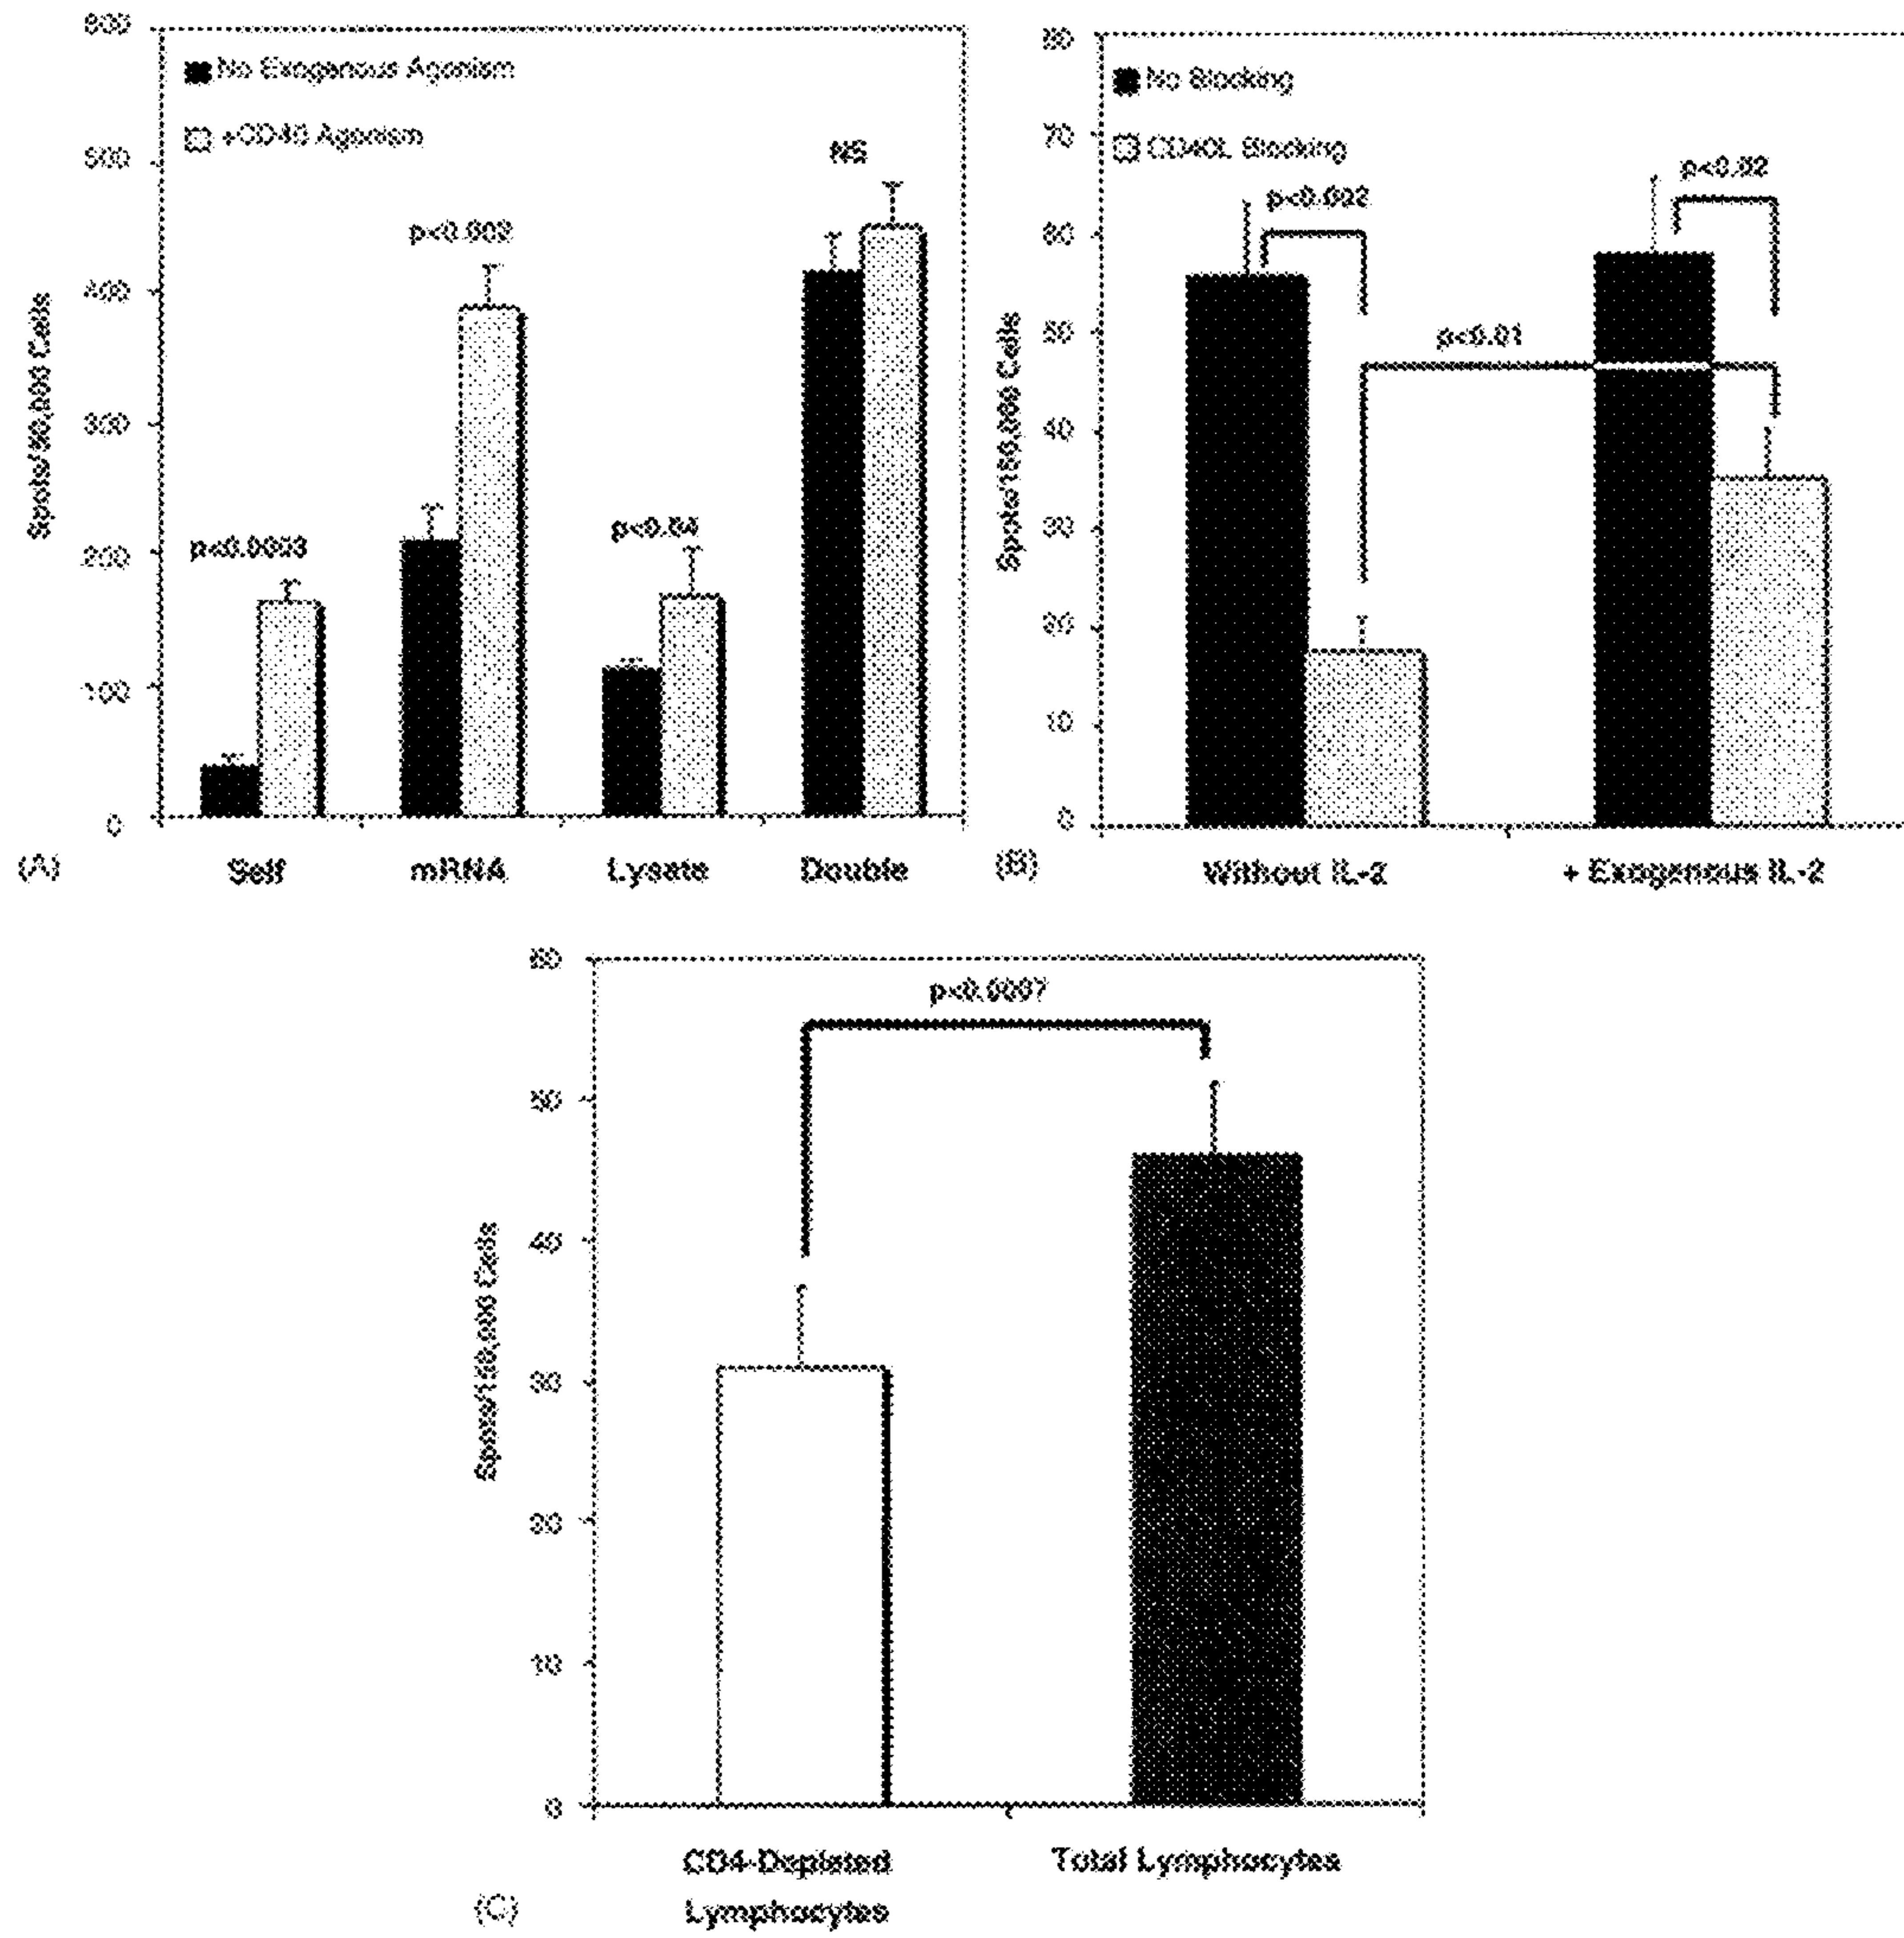 600
No Exogenous Agonism
+CD40 Agonism
500
NS
p<0.002
400
Spots/50,000 Cells
300
p<0.0003
p<0.04
200
100
0
(A)
Self
mRNA
Lysate
Double
80
No Blocking
70
CD40L Blocking
p<0.002
p<0.02
60
50
p<0.01
Spots/150,000 Cells
40
30
20
10
0
(B)
Without IL-2
+ Exogenous IL-2
60
p<0.0007
50
40
Spots/150,000 Cells
30
20
10
0
CD4-Depleted
Lymphocytes
Total Lymphocytes
(C)